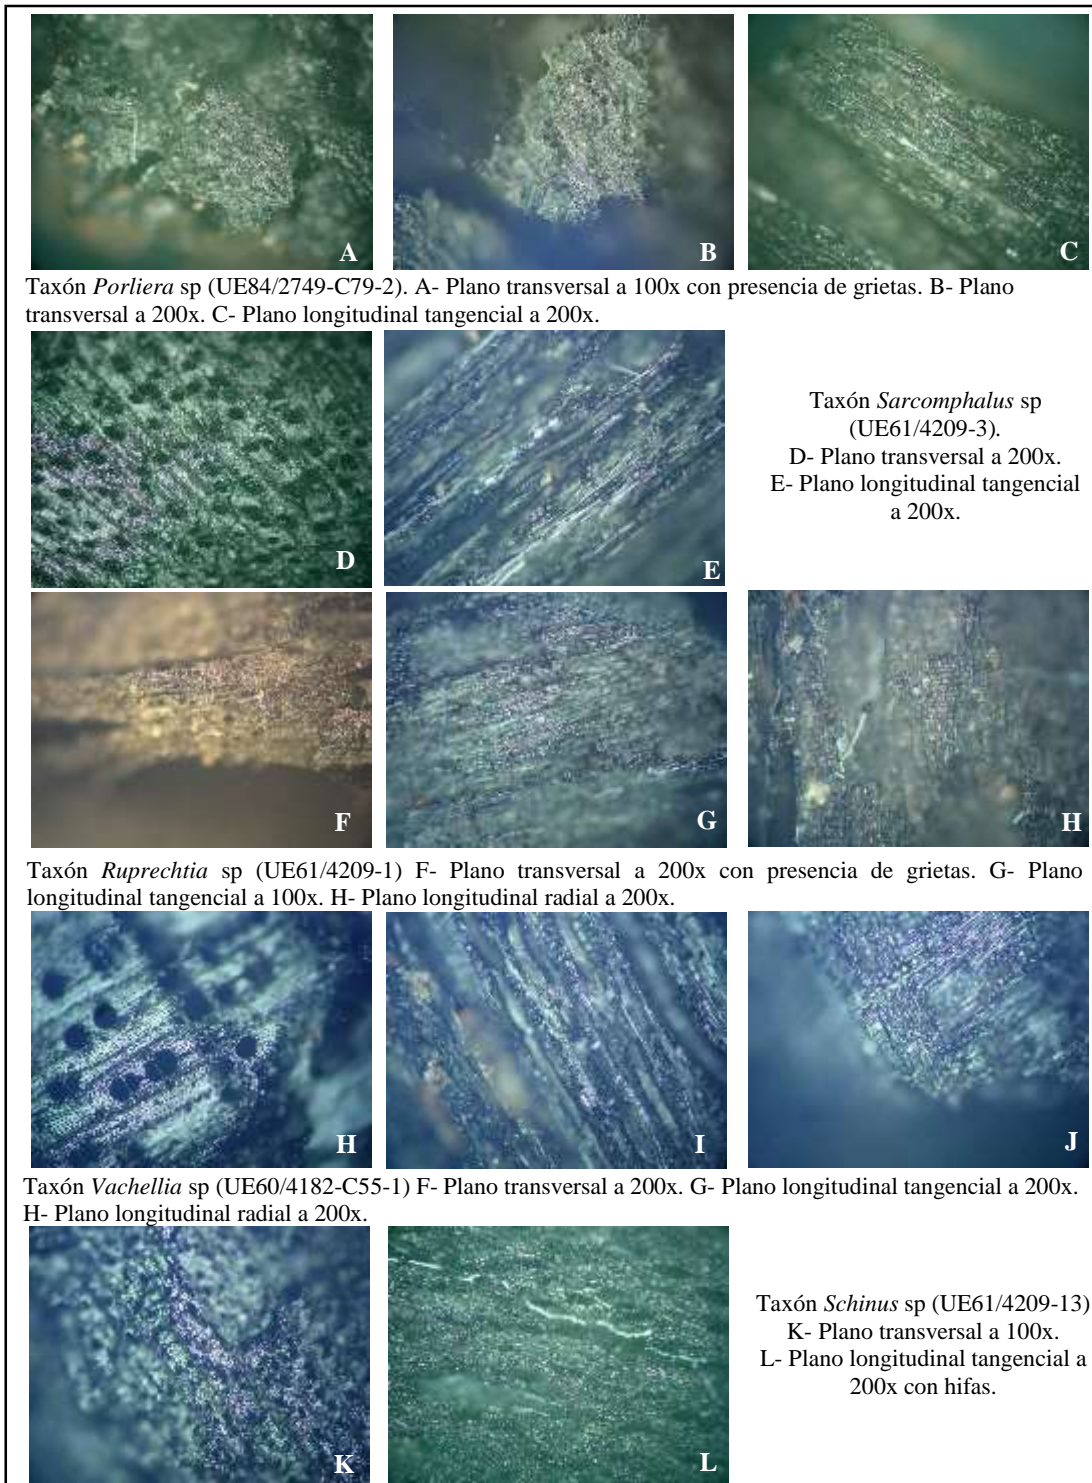 A
B
C
Taxón Porliera sp (UE84/2749-C79-2). A- Plano transversal a 100x con presencia de grietas. B- Plano
transversal a 200x. C- Plano longitudinal tangencial a 200x.
D
E
Taxón Sarcomphalus sp
(UE61/4209-3).
D- Plano transversal a 200x.
E- Plano longitudinal tangencial
a 200x.
F
G
H
Taxón Ruprechtia sp (UE61/4209-1) F- Plano transversal a 200x con presencia de grietas. G- Plano
longitudinal tangencial a 100x. H- Plano longitudinal radial a 200x.
H
I
J
Taxón Vachellia sp (UE60/4182-C55-1) F- Plano transversal a 200x. G- Plano longitudinal tangencial a 200x.
H- Plano longitudinal radial a 200x.
K
L
Taxón Schinus sp (UE61/4209-13)
K- Plano transversal a 100x.
L- Plano longitudinal tangencial a
200x con hifas.